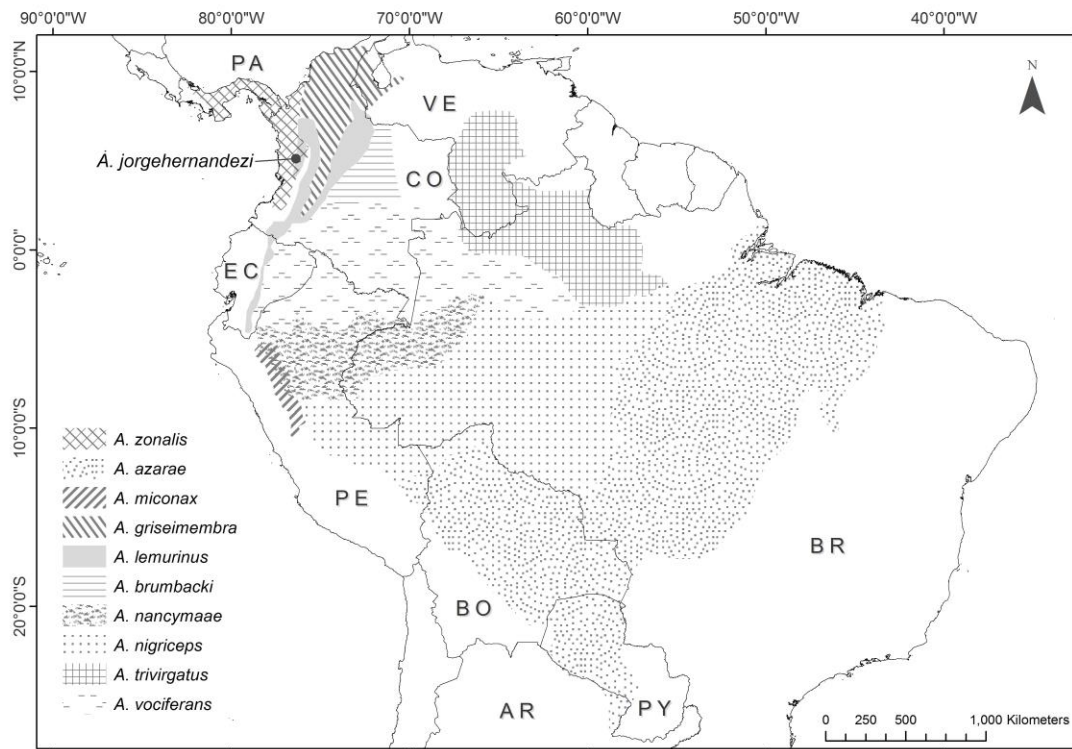 90°0'0"W 80°0'0"W 70°0'0"W 60°0'0"W 50°0'0"W 40°0'0"W
10°0'0"N
0°0'0"
10°0'0"S
20°0'0"S
N
PA
VE
A. jorgehernandezi
CO
EC
PE
BR
BO
AR
PY
A. zonalis
A. azarae
A. miconax
A. griseimembra
A. lemurinus
A. brumbacki
A. nancymaae
A. nigriceps
A. trivirgatus
A. vociferans
0 250 500 1,000 Kilometers